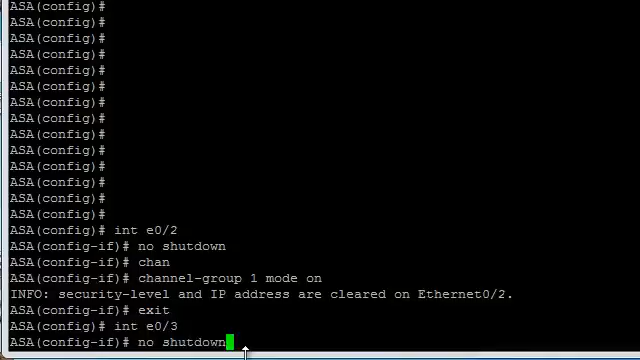 ASA(config)#
ASA(config)#
ASA(config)#
ASA(config)#
ASA(config)#
ASA(config)#
ASA(config)#
ASA(config)#
ASA(config)#
ASA(config)#
ASA(config)#
ASA(config)#
ASA(config)#
ASA(config)#
ASA(config)# int e0/2
ASA(config-if)# no shutdown
ASA(config-if)# chan
ASA(config-if)# channel-group 1 mode on
INFO: security-level and IP address are cleared on Ethernet0/2.
ASA(config-if)# exit
ASA(config)# int e0/3
ASA(config-if)# no shutdown